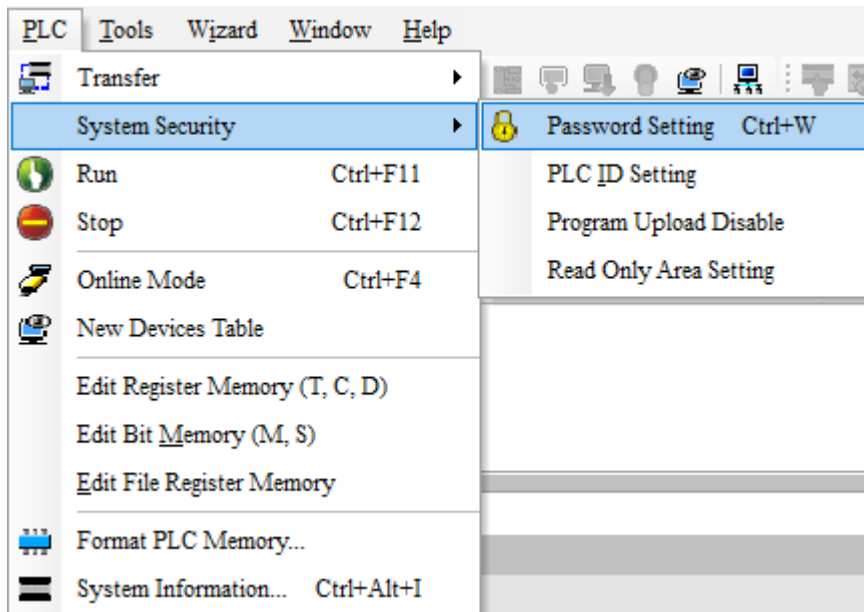 PLC Tools Wizard Window Help
Transfer
System Security
Password Setting Ctrl+W
Run Ctrl+F11
PLC ID Setting
Stop Ctrl+F12
Program Upload Disable
Read Only Area Setting
Online Mode Ctrl+F4
New Devices Table
Edit Register Memory (T, C, D)
Edit Bit Memory (M, S)
Edit File Register Memory
Format PLC Memory...
System Information... Ctrl+Alt+I